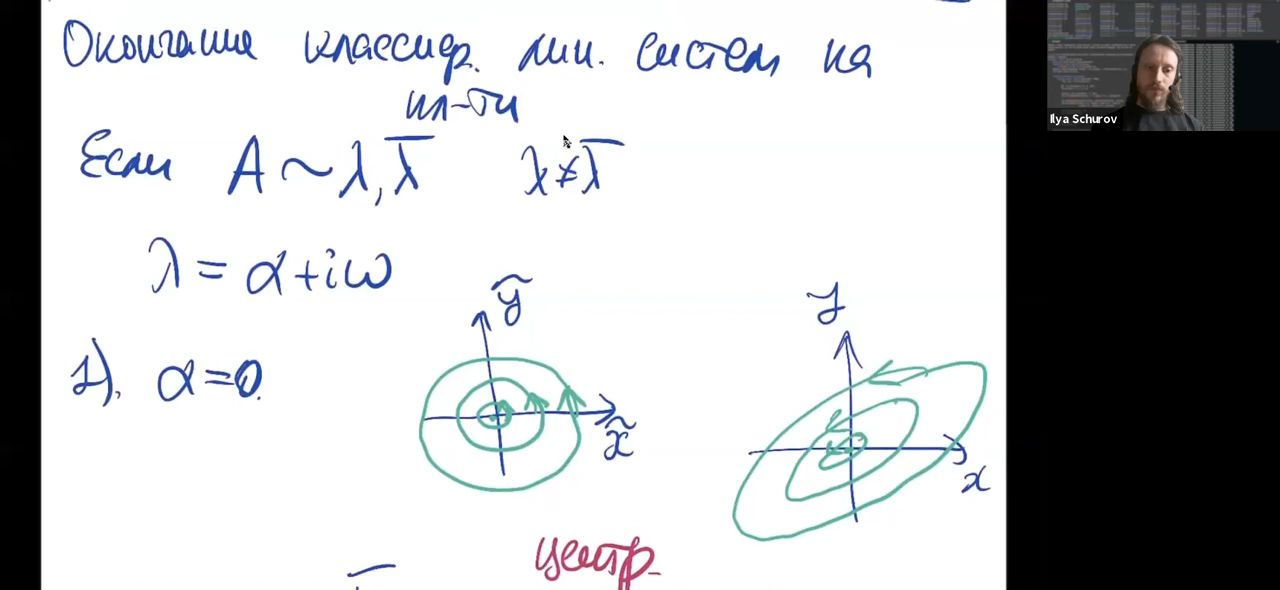 Окончание классиф. лин. систем на
пл-ти
Если A ~ λ, λ̅    λ ≠ λ̅
λ = α + iω
1). α = 0.
ỹ
x̃
y
x
центр
Ilya Schurov